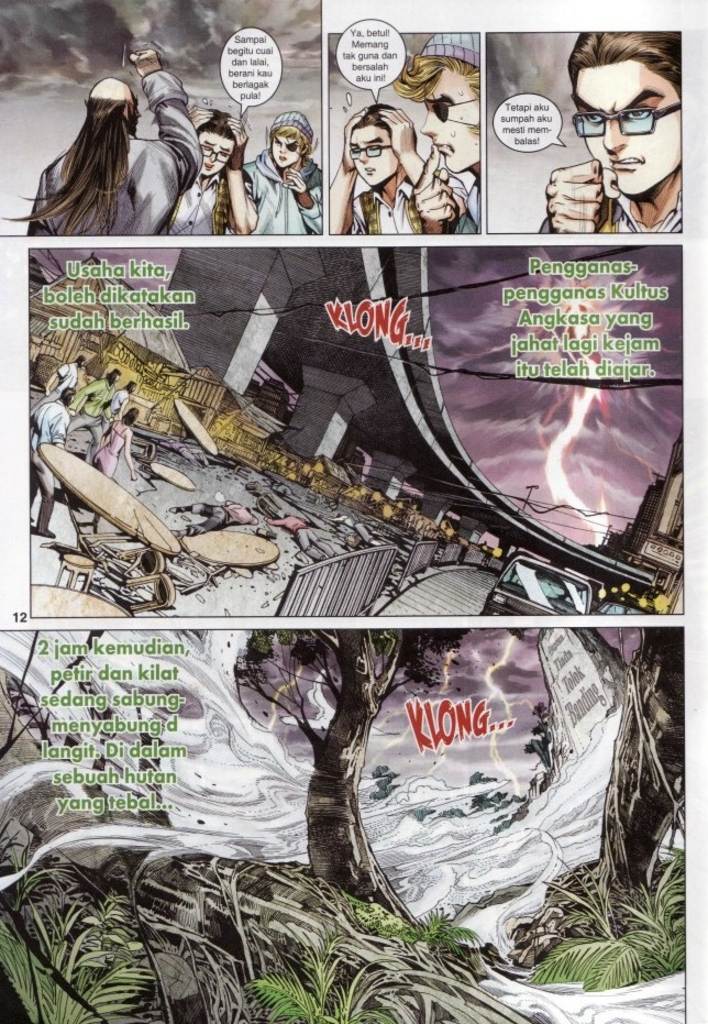 Sampai
begitu cuai
dan lalai,
berani kau
berlagak
pula!
Ya, betul!
Memang
tak guna dan
bersalah
aku ini!
Tetapi aku
sumpah aku
mesti mem-
balas!
Usaha kita,
boleh dikatakan
sudah berhasil.
KLONG...
Pengganas-
pengganas Kultus
Angkasa yang
jahat lagi kejam
itu telah diajar.
12
2 jam kemudian,
petir dan kilat
sedang sabung-
menyabung d
langit. Di dalam
sebuah hutan
yang tebal...
KLONG...
Tiada
Tolok
Banding